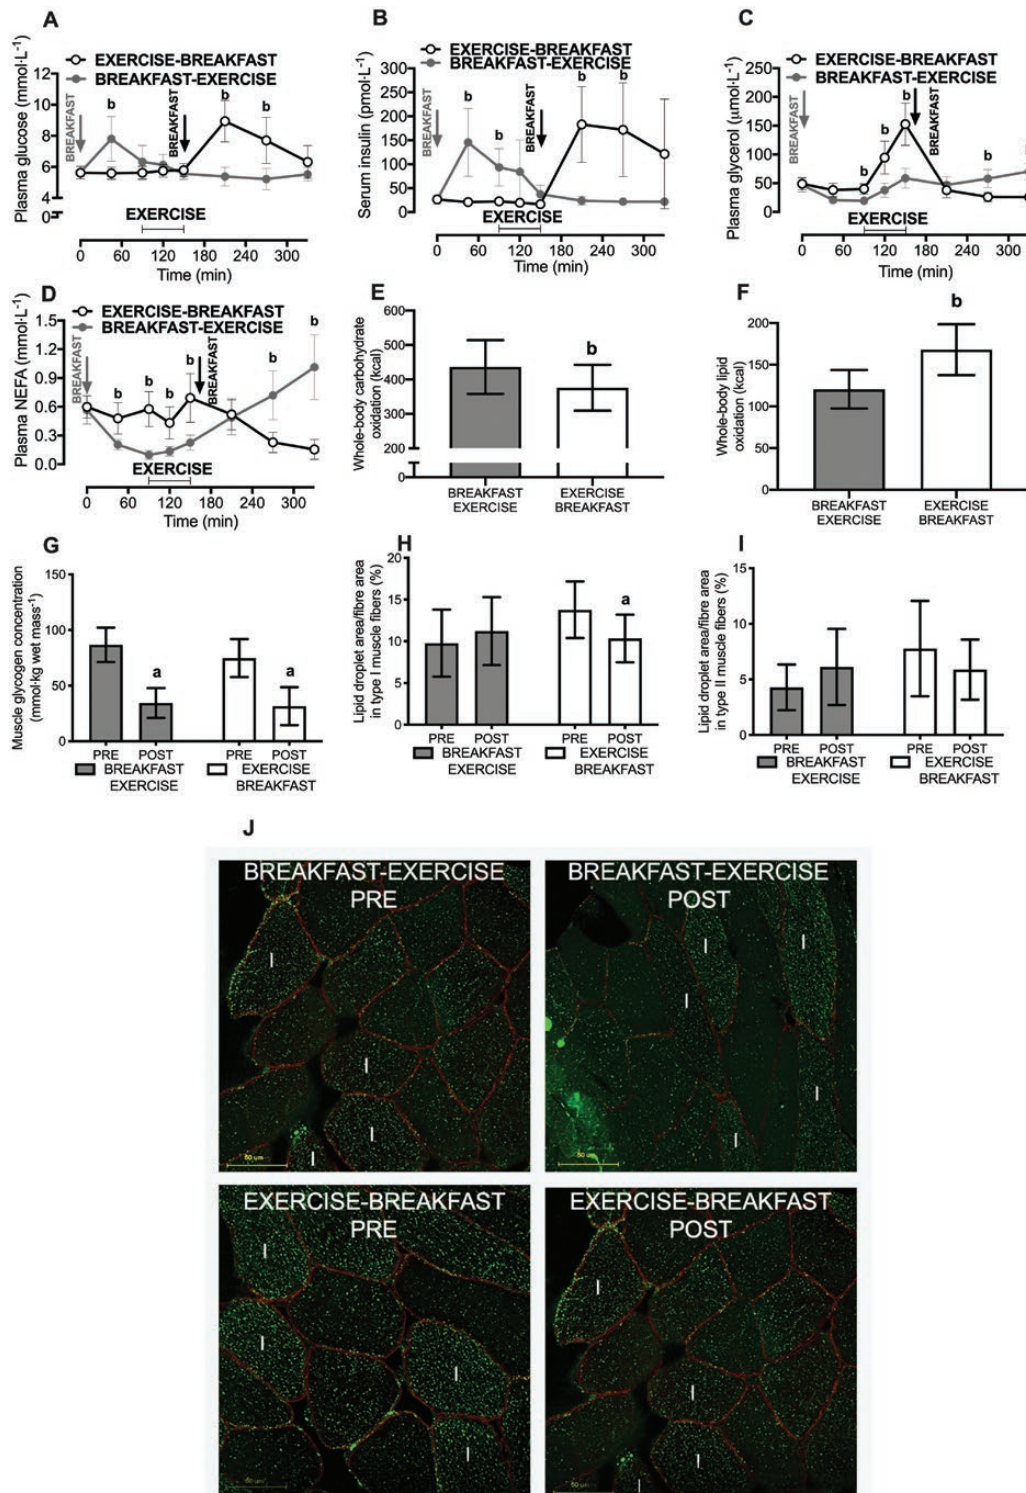 A
EXERCISE-BREAKFAST
BREAKFAST-EXERCISE
Plasma glucose (mmol·L⁻¹)
12
10
8
6
4
0
BREAKFAST
b
BREAKFAST
EXERCISE
0 60 120 180 240 300
Time (min)
B
EXERCISE-BREAKFAST
BREAKFAST-EXERCISE
Serum insulin (pmol·L⁻¹)
300
250
200
150
100
50
0
BREAKFAST
b
b
BREAKFAST
b
b
EXERCISE
0 60 120 180 240 300
Time (min)
C
EXERCISE-BREAKFAST
BREAKFAST-EXERCISE
Plasma glycerol (μmol·L⁻¹)
250
200
150
100
50
0
BREAKFAST
b
b
b
BREAKFAST
b
b
EXERCISE
0 60 120 180 240 300
Time (min)
D
EXERCISE-BREAKFAST
BREAKFAST-EXERCISE
Plasma NEFA (mmol·L⁻¹)
1.5
1.2
0.9
0.6
0.3
0.0
BREAKFAST
b
b
b
b
BREAKFAST
b
b
EXERCISE
0 60 120 180 240 300
Time (min)
E
Whole-body carbohydrate
oxidation (kcal)
600
400
300
200
0
b
BREAKFAST
EXERCISE
EXERCISE
BREAKFAST
F
Whole-body lipid
oxidation (kcal)
200
150
100
50
0
b
BREAKFAST
EXERCISE
EXERCISE
BREAKFAST
G
Muscle glycogen concentration
(mmol·kg wet mass⁻¹)
150
100
50
0
a
a
PRE POST PRE POST
BREAKFAST
EXERCISE
EXERCISE
BREAKFAST
H
Lipid droplet area/fibre area
in type I muscle fibers (%)
20
15
10
5
0
a
PRE POST PRE POST
BREAKFAST
EXERCISE
EXERCISE
BREAKFAST
I
Lipid droplet area/fibre area
in type II muscle fibers (%)
15
10
5
0
PRE POST PRE POST
BREAKFAST
EXERCISE
EXERCISE
BREAKFAST
J
BREAKFAST-EXERCISE
PRE
I
I
I
I
50 um
BREAKFAST-EXERCISE
POST
I
I
I
I
I
50 um
EXERCISE-BREAKFAST
PRE
I
I
I
I
50 um
EXERCISE-BREAKFAST
POST
I
I
I
I
50 um